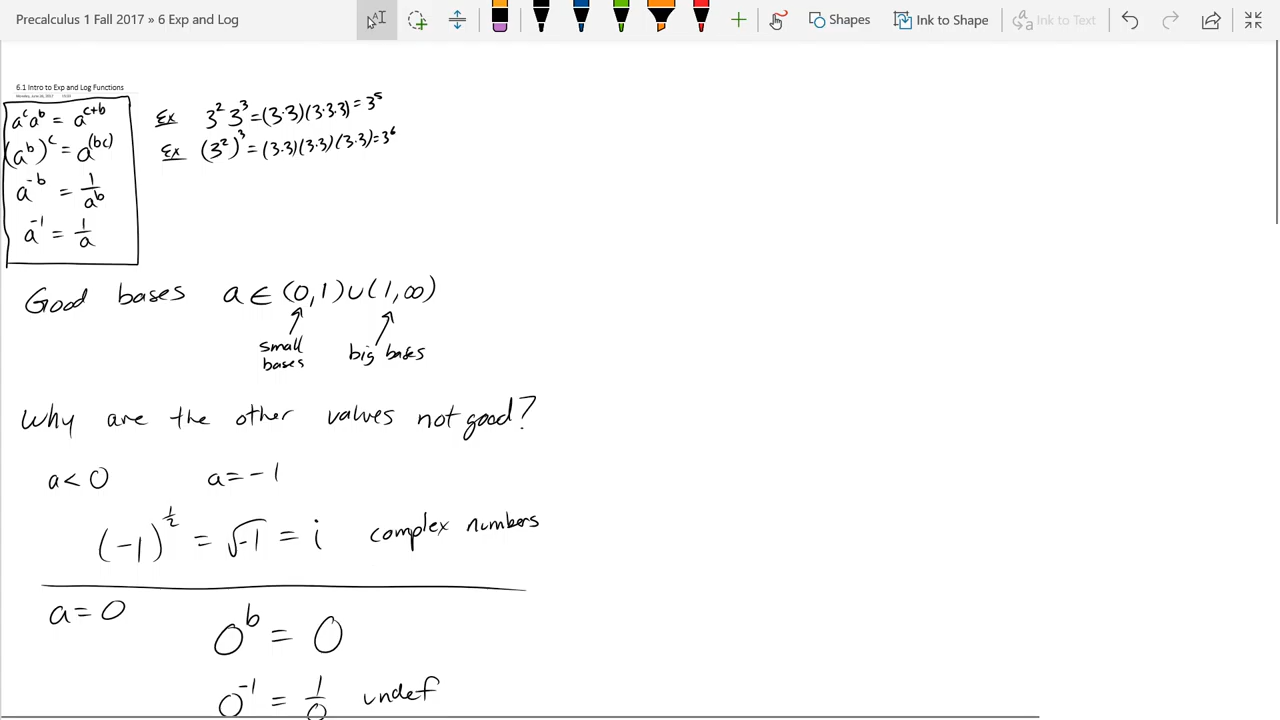 Precalculus 1 Fall 2017 » 6 Exp and Log
Shapes
Ink to Shape
Ink to Text
6.1 Intro to Exp and Log Functions
a^c a^b = a^(c+b)
(a^b)^c = a^(bc)
a^-b = 1/a^b
a^-1 = 1/a
Ex 3^2 3^3 = (3·3)(3·3·3) = 3^5
Ex (3^2)^3 = (3·3)(3·3)(3·3) = 3^6
Good bases a ∈ (0,1)∪(1,∞)
small
bases
big bases
Why are the other values not good?
a < 0 a = -1
(-1)^(1/2) = √-1 = i complex numbers
a = 0
0^b = 0
0^-1 = 1/0 undef